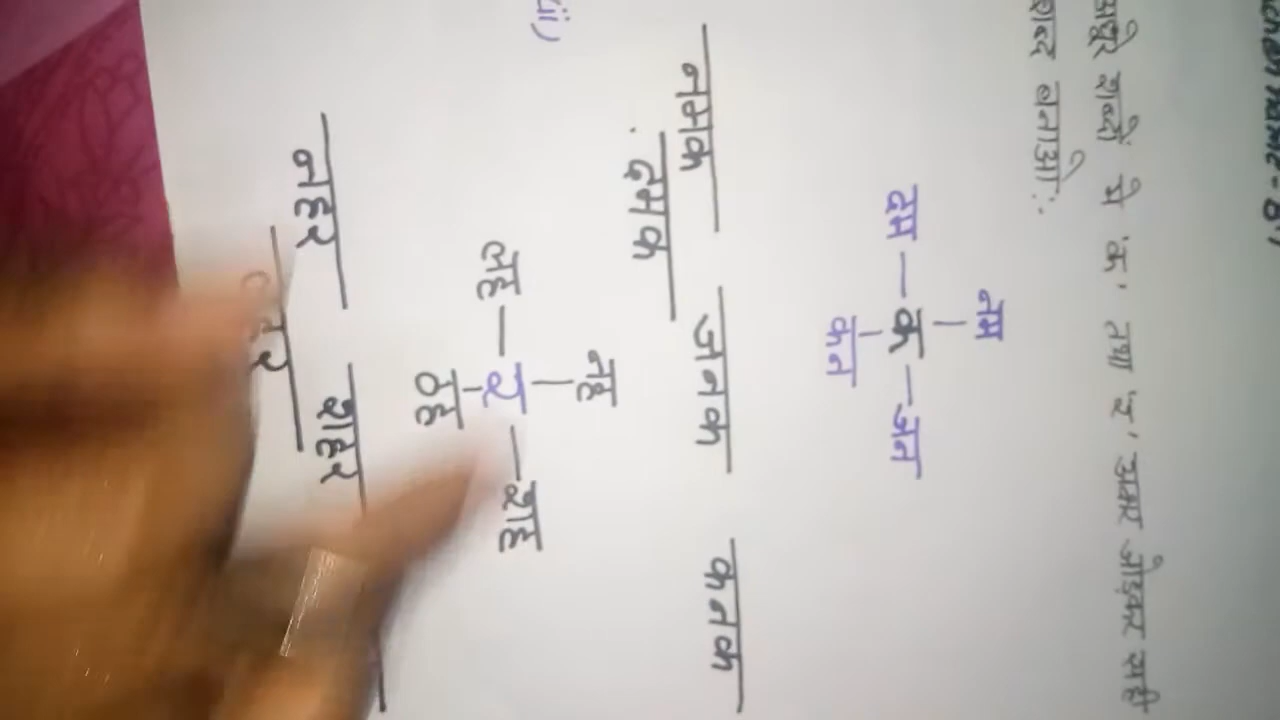 अधूरे शब्दों में 'क' तथा 'र' अक्षर जोड़कर सही
शब्द बनाओ:-
नम
दम — क — जन
कन
नमक जनक कनक
दमक
ii)
नह
लह — र — शह
ठह
नहर शहर